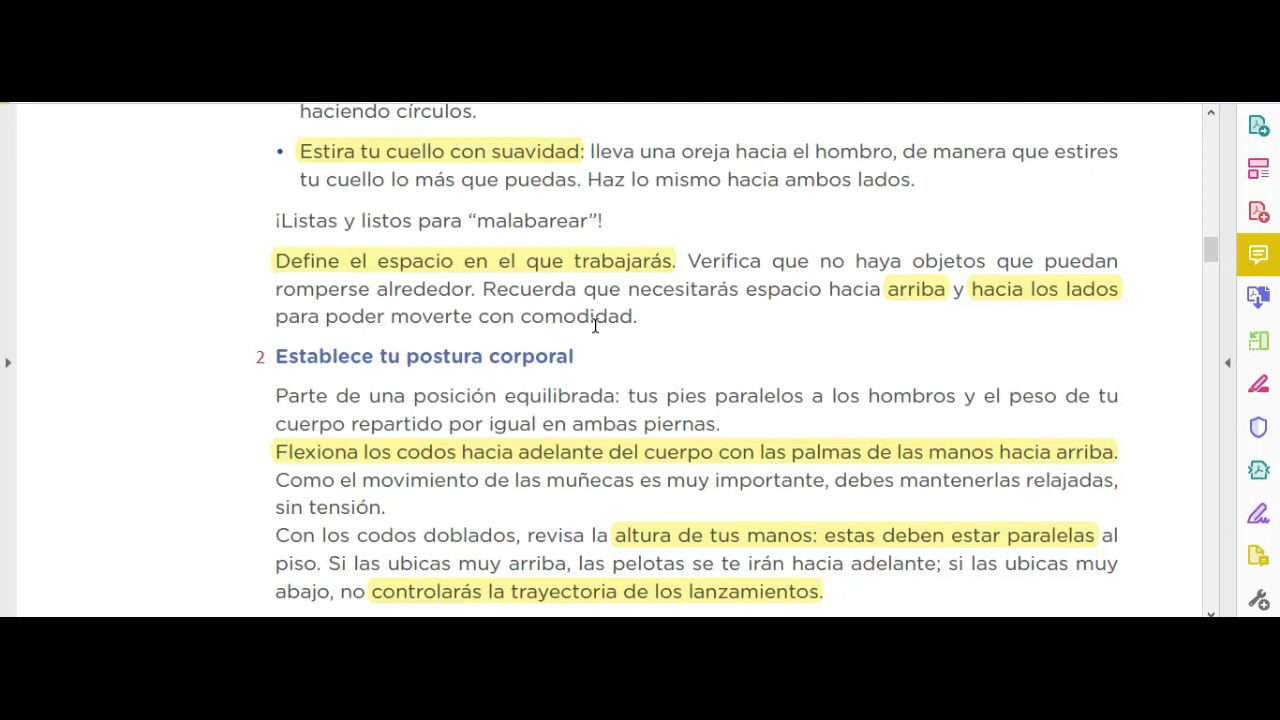 haciendo círculos.
• Estira tu cuello con suavidad: lleva una oreja hacia el hombro, de manera que estires
tu cuello lo más que puedas. Haz lo mismo hacia ambos lados.
¡Listas y listos para “malabarear”!
Define el espacio en el que trabajarás. Verifica que no haya objetos que puedan
romperse alrededor. Recuerda que necesitarás espacio hacia arriba y hacia los lados
para poder moverte con comodidad.
2 Establece tu postura corporal
Parte de una posición equilibrada: tus pies paralelos a los hombros y el peso de tu
cuerpo repartido por igual en ambas piernas.
Flexiona los codos hacia adelante del cuerpo con las palmas de las manos hacia arriba.
Como el movimiento de las muñecas es muy importante, debes mantenerlas relajadas,
sin tensión.
Con los codos doblados, revisa la altura de tus manos: estas deben estar paralelas al
piso. Si las ubicas muy arriba, las pelotas se te irán hacia adelante; si las ubicas muy
abajo, no controlarás la trayectoria de los lanzamientos.